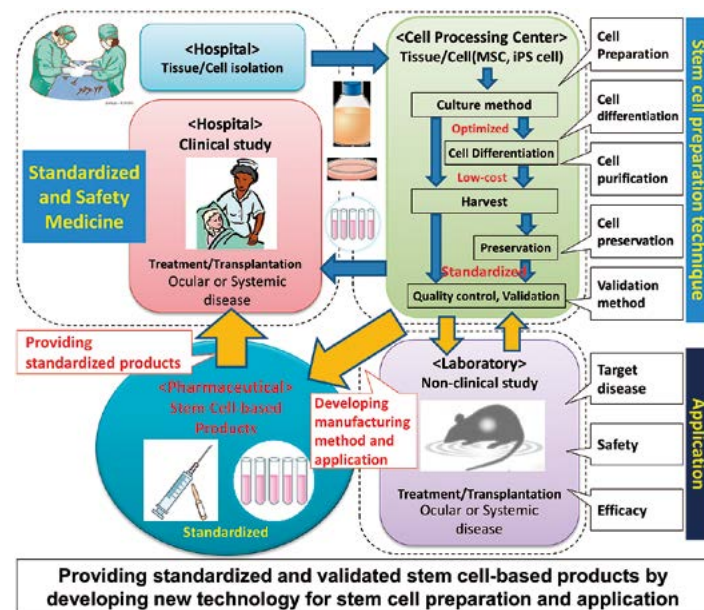 <Hospital>
Tissue/Cell isolation
<Hospital>
Clinical study
Treatment/Transplantation
Ocular or Systemic
disease
Standardized
and Safety
Medicine
<Cell Processing Center>
Tissue/Cell(MSC, iPS cell)
Culture method
Optimized
Cell Differentiation
Low-cost
Harvest
Preservation
Standardized
Quality control, Validation
Cell
Preparation
Cell
differentiation
Cell
purification
Cell
preservation
Validation
method
Stem cell preparation technique
Providing
standardized products
<Pharmaceutical>
Stem Cell-based
Products
Standardized
Developing
manufacturing
method and
application
<Laboratory>
Non-clinical study
Treatment/Transplantation
Ocular or Systemic
disease
Target
disease
Safety
Efficacy
Application
Providing standardized and validated stem cell-based products by
developing new technology for stem cell preparation and application